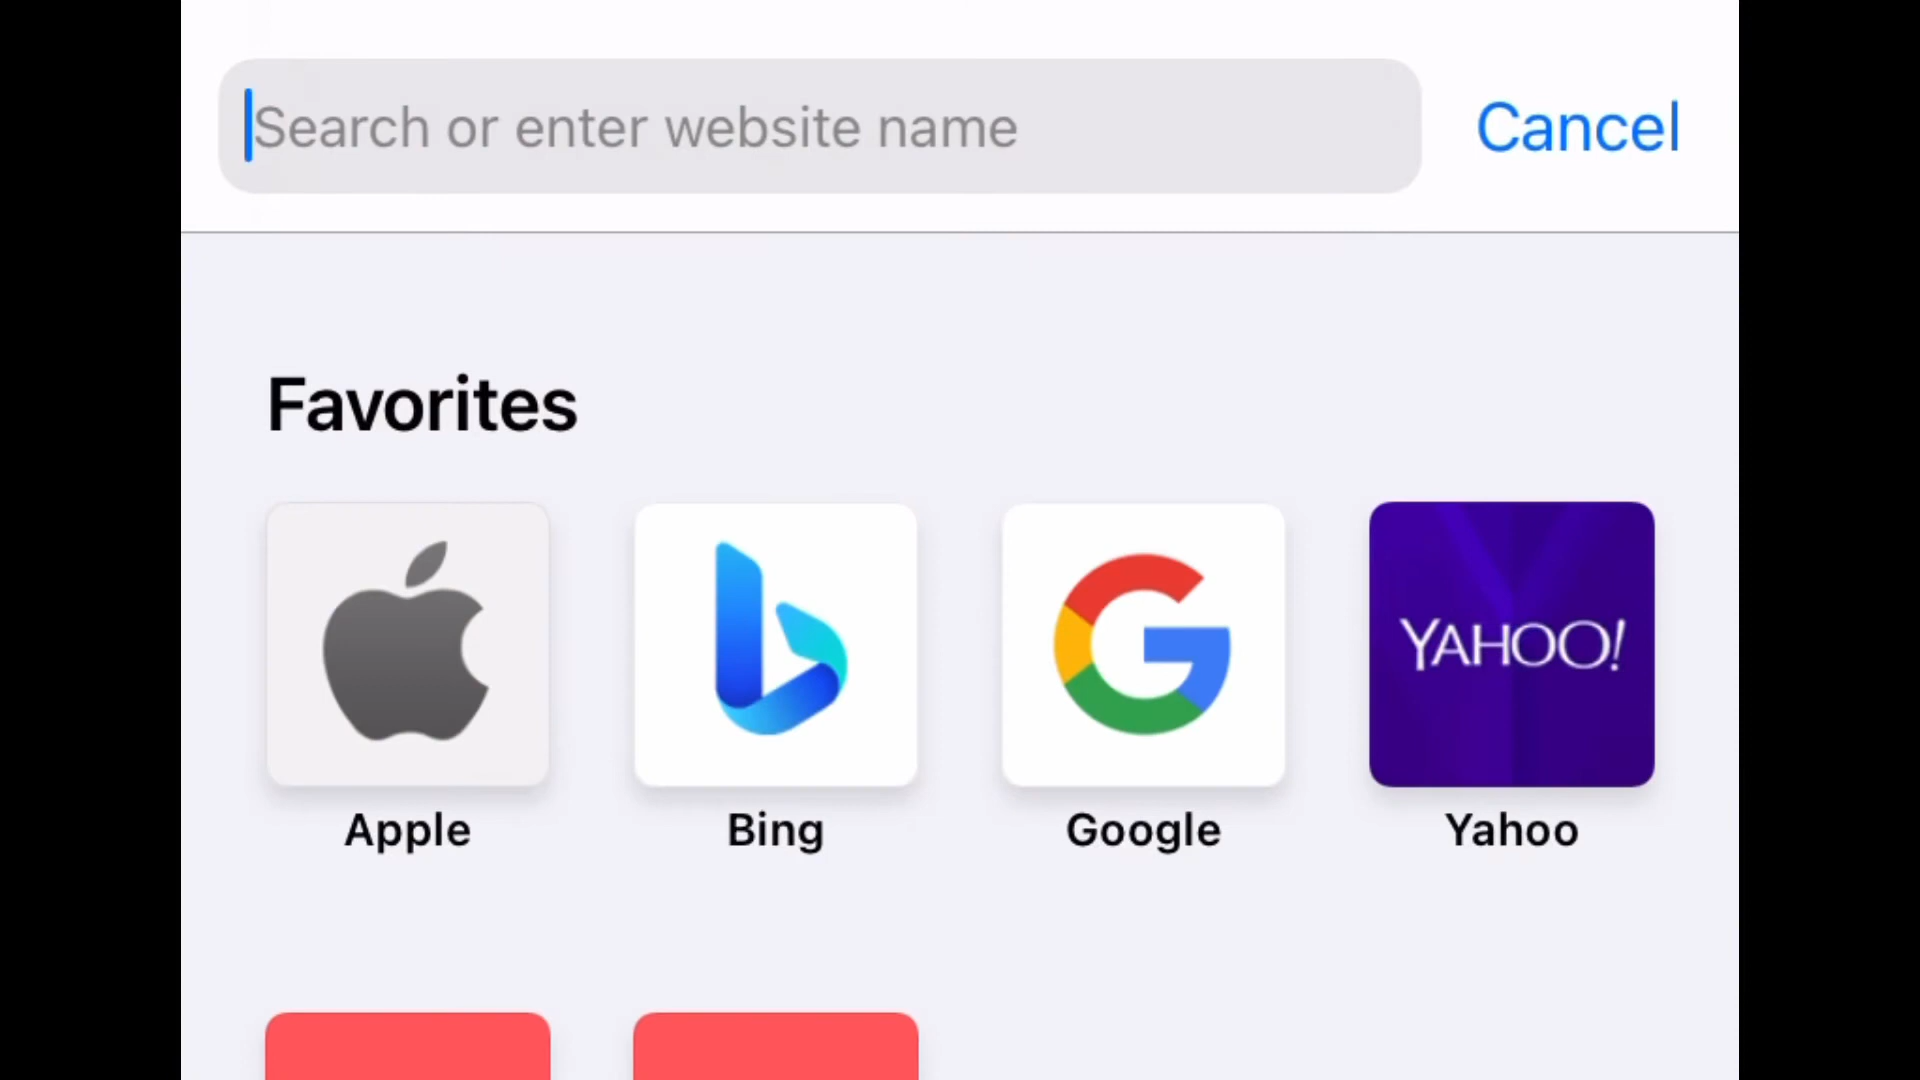 Search or enter website name
Cancel
Favorites
YAHOO!
Apple
Bing
Google
Yahoo